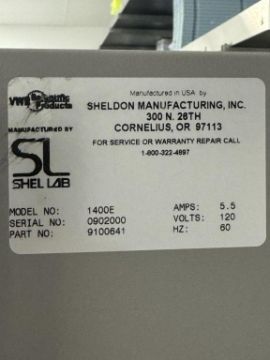 Manufactured in USA by
VWR Scientific
Products
SHELDON MANUFACTURING, INC.
300 N. 26TH
CORNELIUS, OR 97113
MANUFACTURED BY
FOR SERVICE OR WARRANTY REPAIR CALL
1-800-322-4897
SL
SHEL LAB
MODEL NO: 1400E AMPS: 5.5
SERIAL NO: 0902000 VOLTS: 120
PART NO: 9100641 HZ: 60